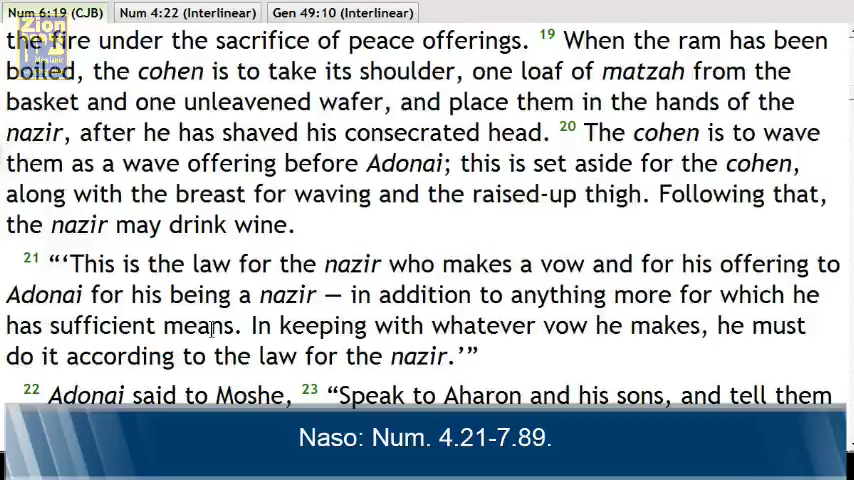 Num 6:19 (CJB) Num 4:22 (Interlinear) Gen 49:10 (Interlinear)
Zion
Messianic
the fire under the sacrifice of peace offerings. 19 When the ram has been
boiled, the cohen is to take its shoulder, one loaf of matzah from the
basket and one unleavened wafer, and place them in the hands of the
nazir, after he has shaved his consecrated head. 20 The cohen is to wave
them as a wave offering before Adonai; this is set aside for the cohen,
along with the breast for waving and the raised-up thigh. Following that,
the nazir may drink wine.
21 “‘This is the law for the nazir who makes a vow and for his offering to
Adonai for his being a nazir — in addition to anything more for which he
has sufficient means. In keeping with whatever vow he makes, he must
do it according to the law for the nazir.’”
22 Adonai said to Moshe, 23 “Speak to Aharon and his sons, and tell them
Naso: Num. 4.21-7.89.